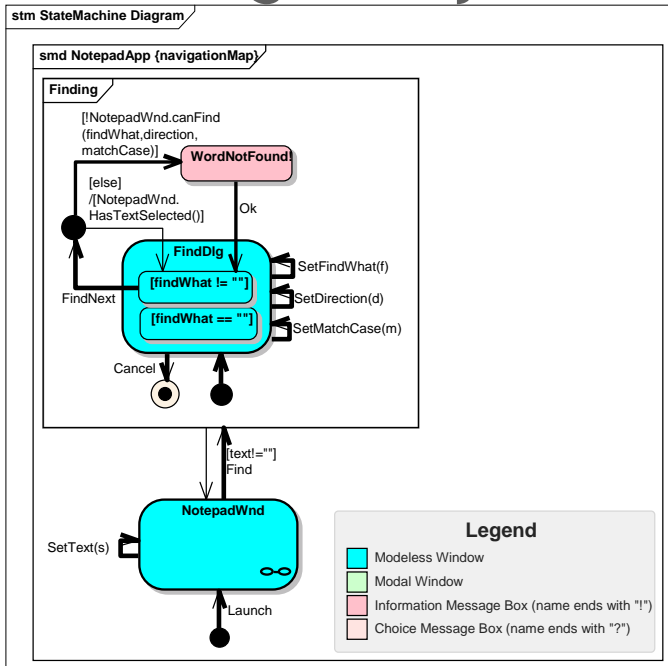 stm StateMachine Diagram
smd NotepadApp {navigationMap}
Finding
[!NotepadWnd.canFind
(findWhat,direction,
matchCase)]
WordNotFound!
[else]
/[NotepadWnd.
HasTextSelected()]
Ok
FindDlg
SetFindWhat(f)
[findWhat != ""]
FindNext
SetDirection(d)
[findWhat == ""]
SetMatchCase(m)
Cancel
[text!=""]
Find
NotepadWnd
SetText(s)
Launch
Legend
Modeless Window
Modal Window
Information Message Box (name ends with "!")
Choice Message Box (name ends with "?")